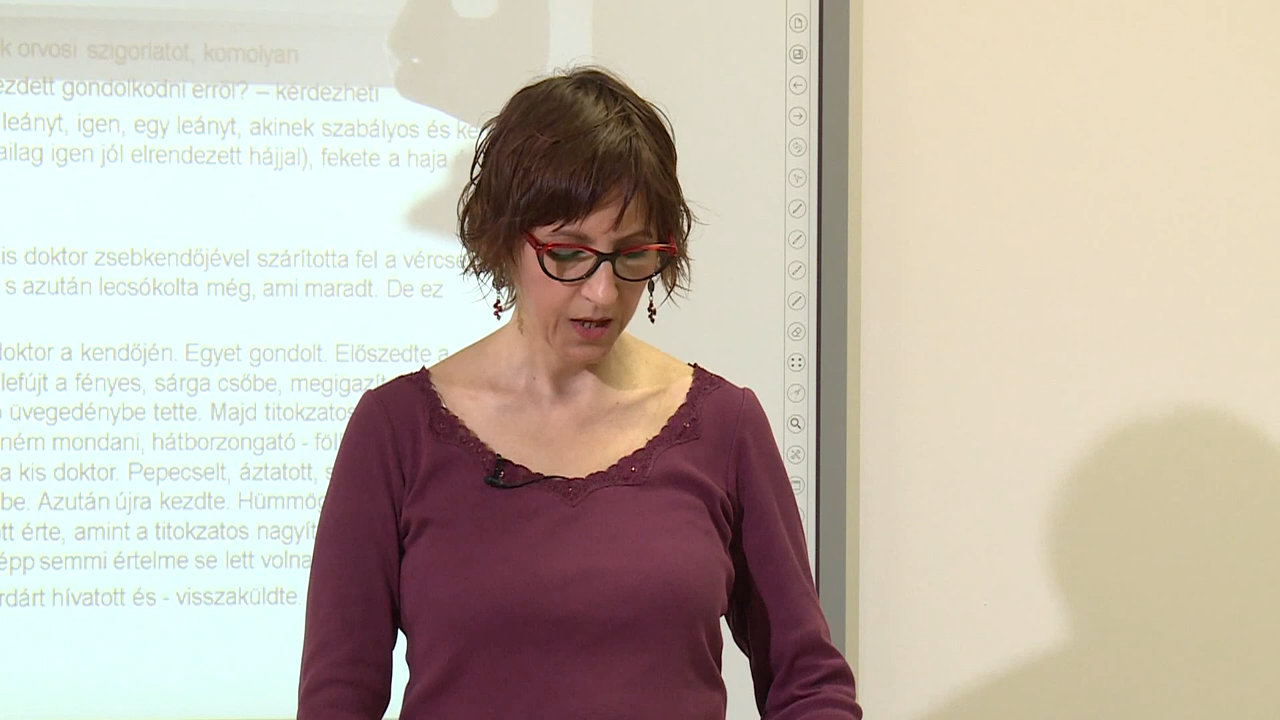 k orvosi szigorlatot, komolyan
ezdett gondolkodni erről? – kérdezheti
leányt, igen, egy leányt, akinek szabályos és ke
ailag igen jól elrendezett hájjal), fekete a haja
kis doktor zsebkendőjével szárította fel a vércse
s azután lecsókolta még, ami maradt. De ez
doktor a kendőjén. Egyet gondolt. Előszedte a
lefújt a fényes, sárga csőbe, megigazít
üvegedénybe tette. Majd titokzatos
ném mondani, hátborzongató - föl
a kis doktor. Pepecselt, áztatott, s
be. Azután újra kezdte. Hümmög
tt érte, amint a titokzatos nagyít
épp semmi értelme se lett volna
rdárt hívatott és - visszaküldte.